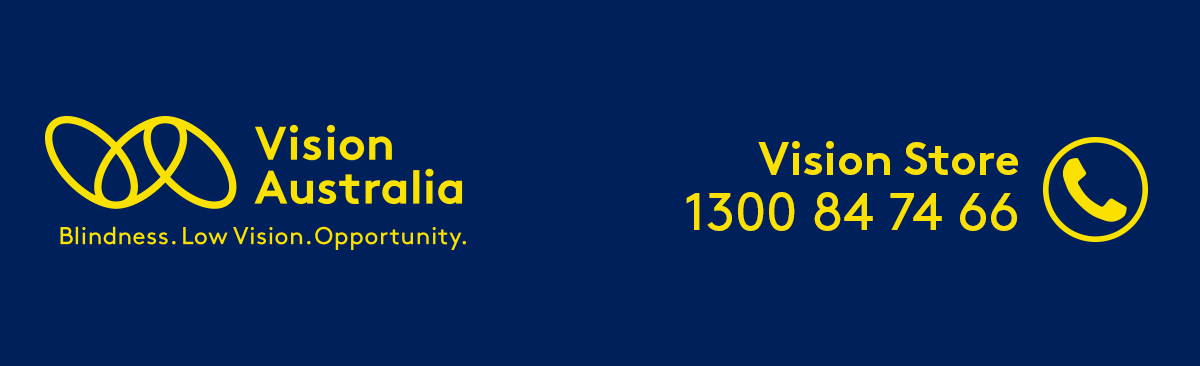 Vision
Australia
Blindness. Low Vision. Opportunity.
Vision Store
1300 84 74 66